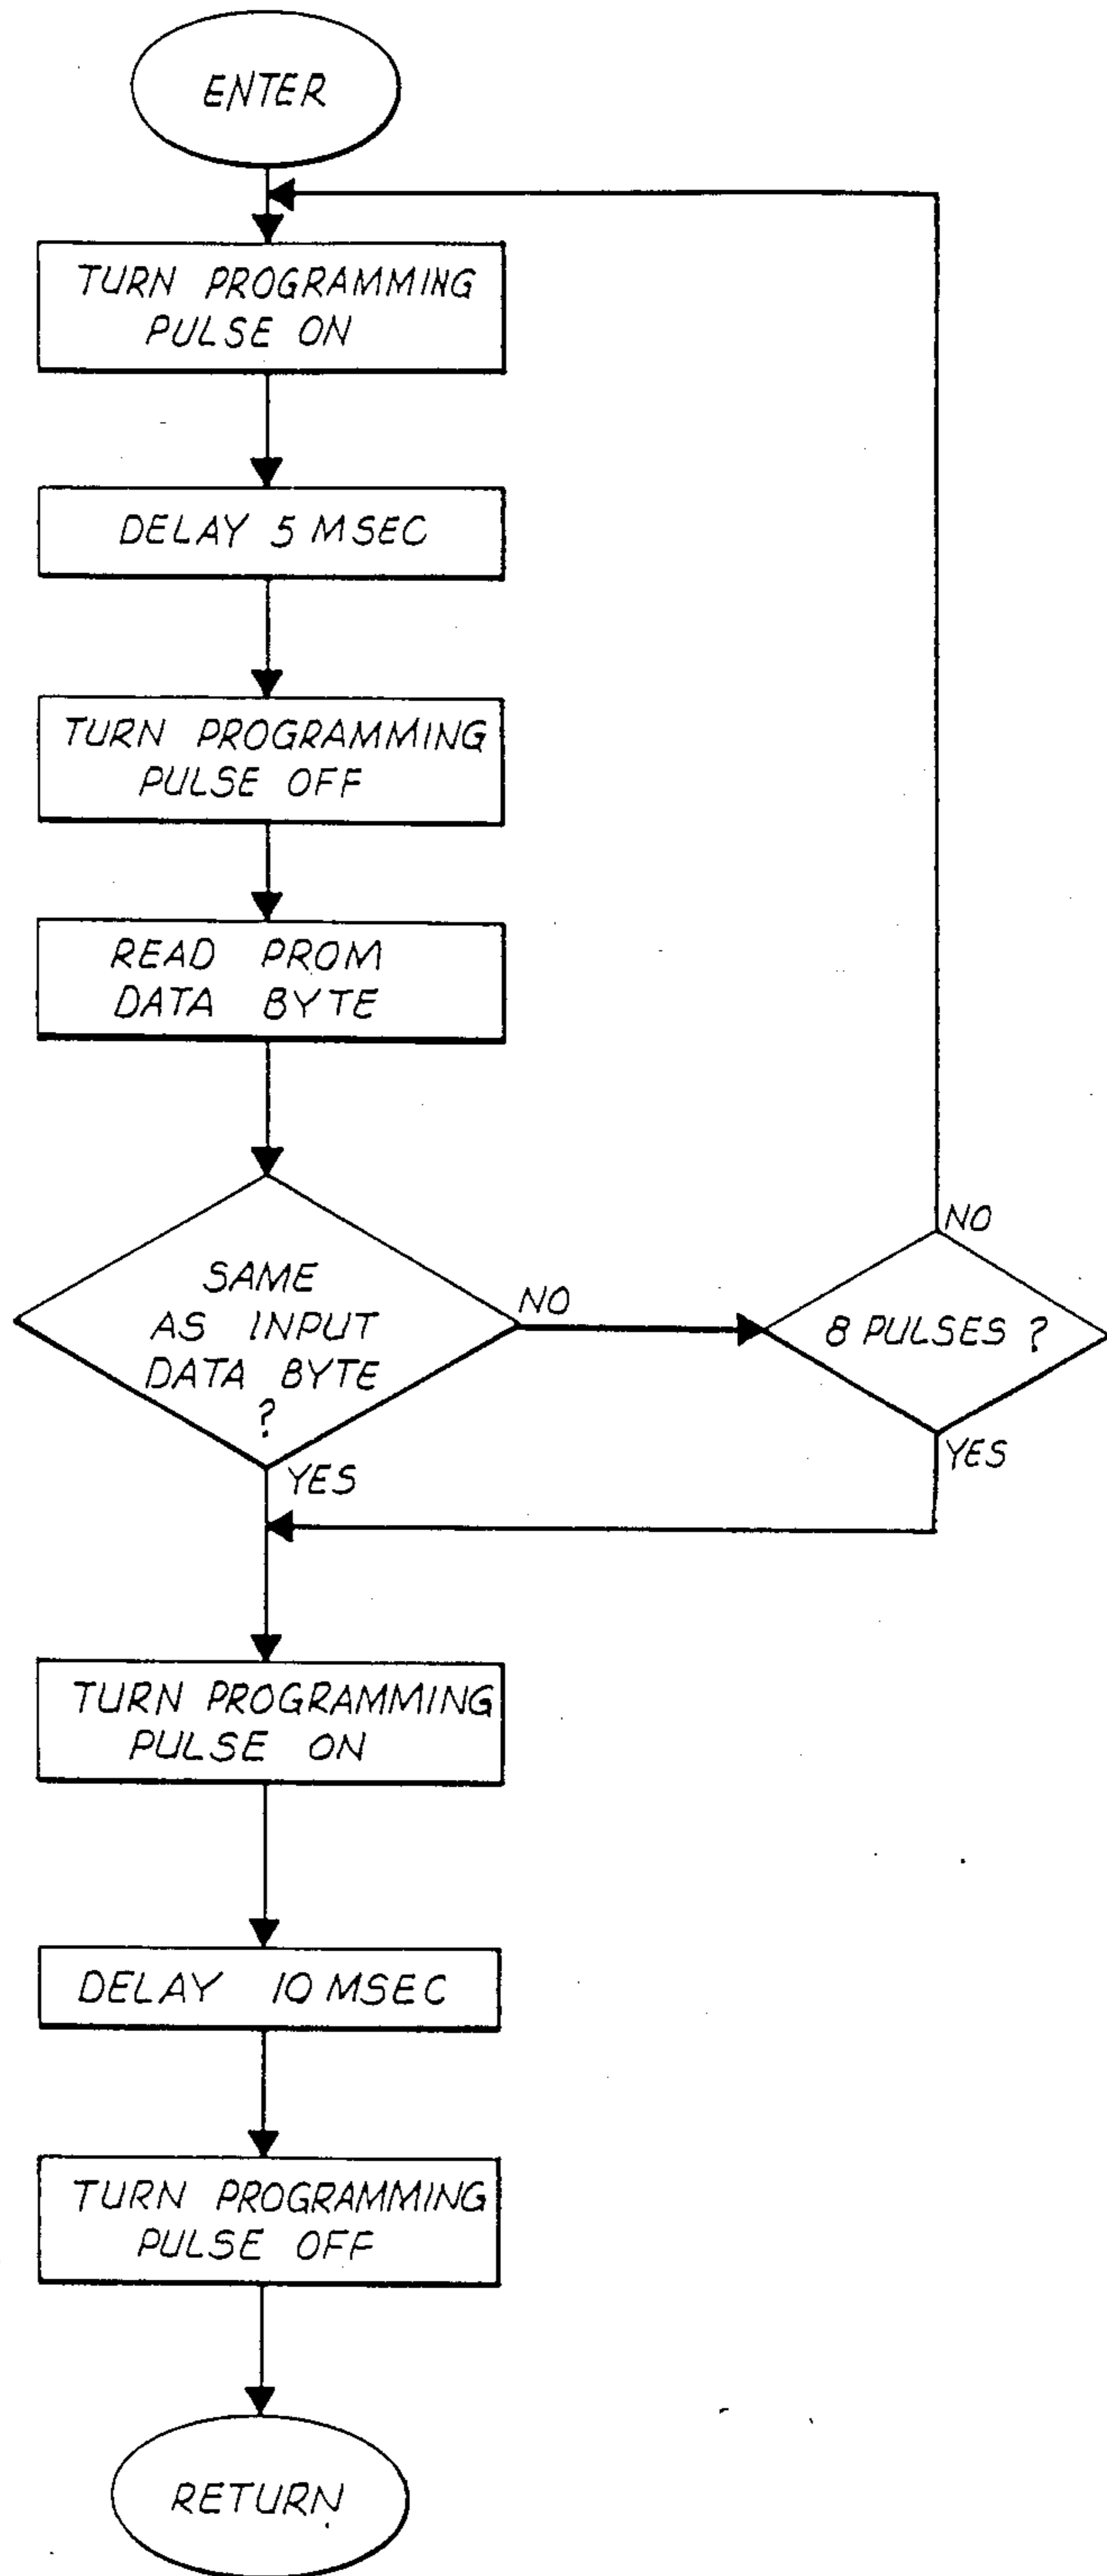 ENTER
TURN PROGRAMMING
PULSE ON
DELAY 5 MSEC
TURN PROGRAMMING
PULSE OFF
READ PROM
DATA BYTE
SAME
AS INPUT
DATA BYTE
?
NO
8 PULSES ?
NO
YES
YES
TURN PROGRAMMING
PULSE ON
DELAY 10 MSEC
TURN PROGRAMMING
PULSE OFF
RETURN